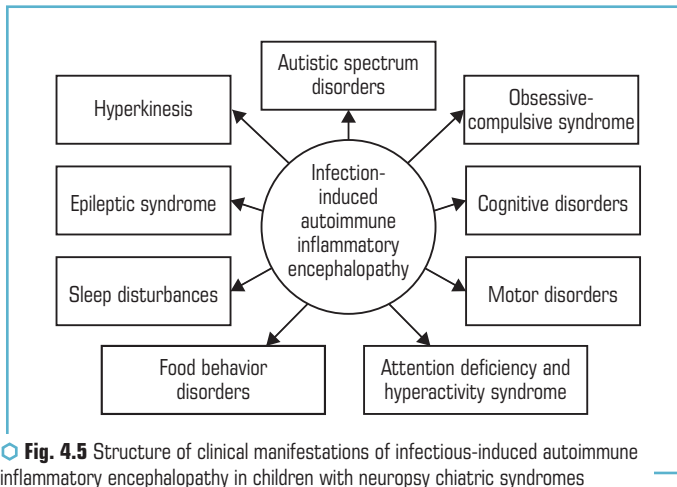 Autistic spectrum
disorders
Hyperkinesis
Obsessive-
compulsive syndrome
Infection-
induced
autoimmune
inflammatory
encephalopathy
Epileptic syndrome
Cognitive disorders
Sleep disturbances
Motor disorders
Food behavior
disorders
Attention deficiency and
hyperactivity syndrome
Fig. 4.5 Structure of clinical manifestations of infectious-induced autoimmune
inflammatory encephalopathy in children with neuropsy chiatric syndromes